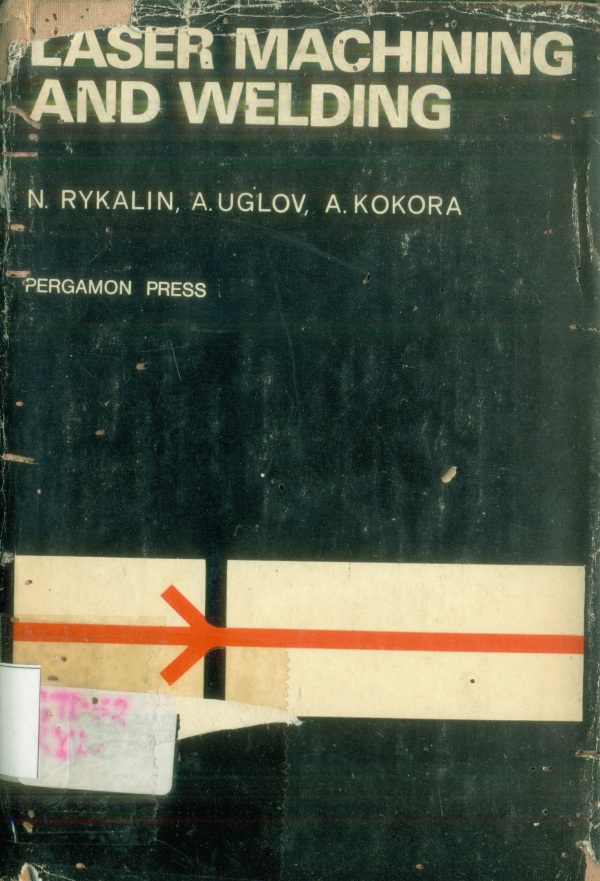 LASER MACHINING
AND WELDING
N. RYKALIN, A. UGLOV, A. KOKORA
PERGAMON PRESS